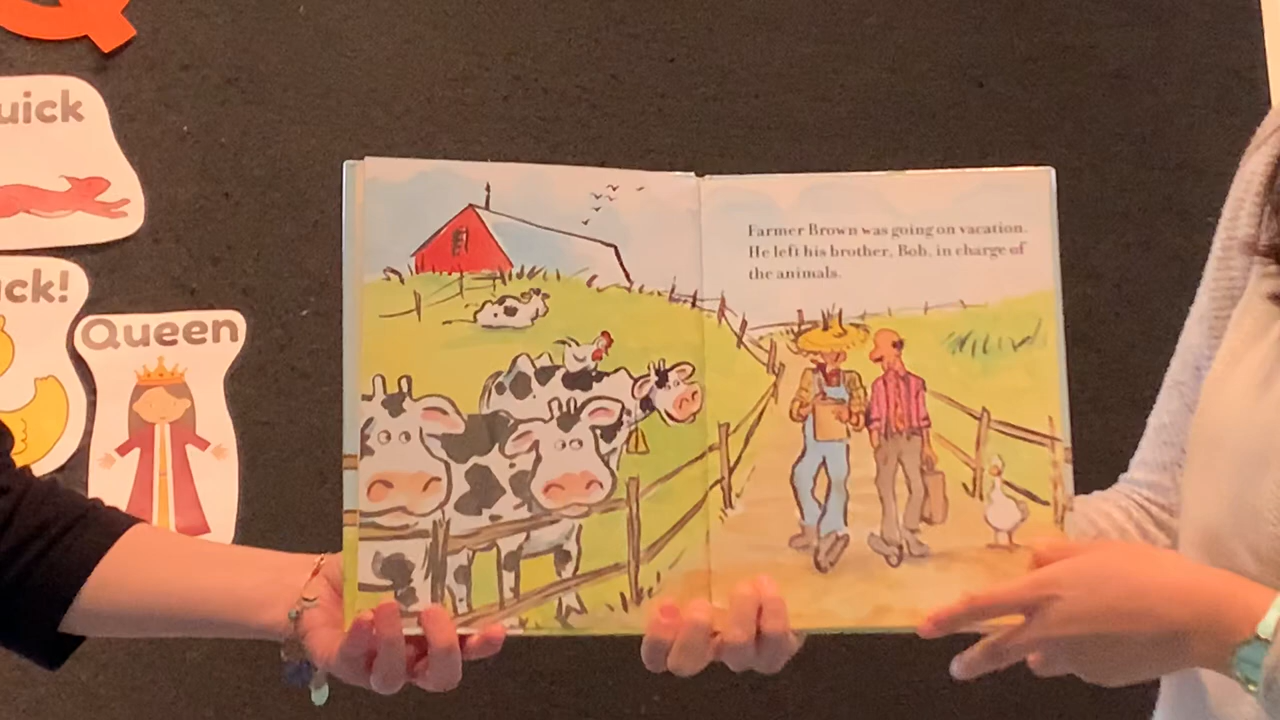 Q
uick
ck!
Queen
Farmer Brown was going on vacation.
He left his brother, Bob, in charge of
the animals.